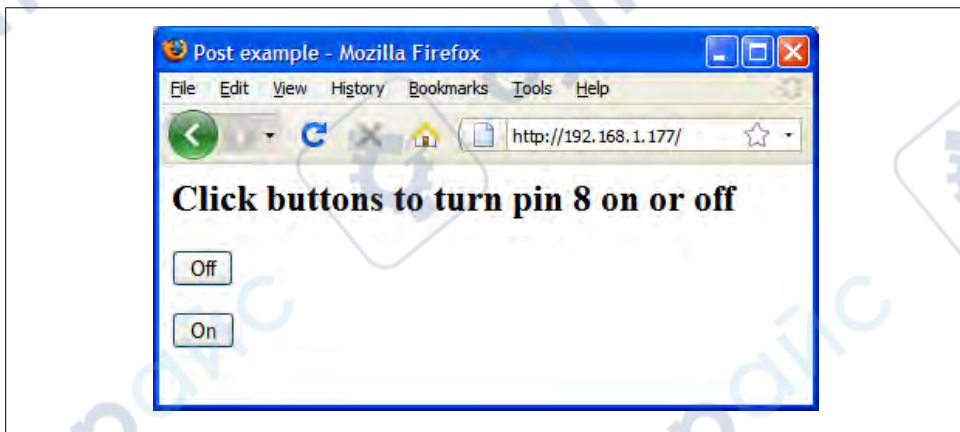 Post example - Mozilla Firefox
File Edit View History Bookmarks Tools Help
http://192.168.1.177/
Click buttons to turn pin 8 on or off
Off
On